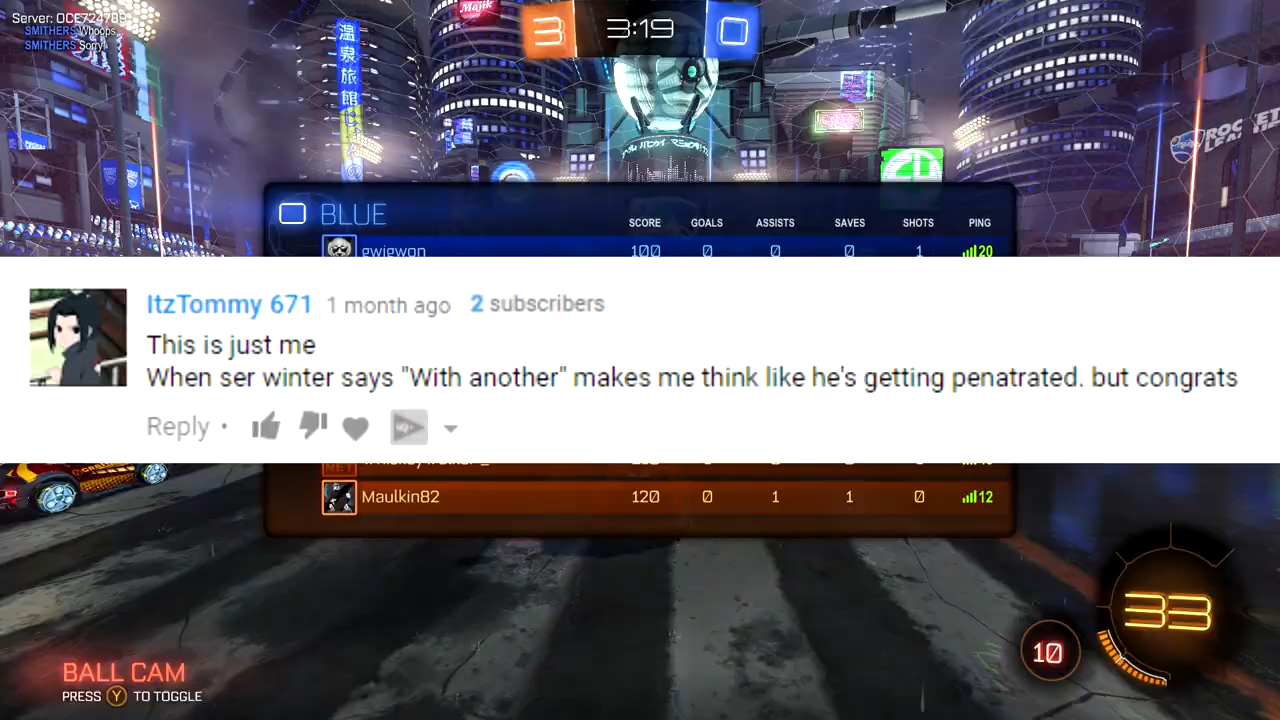 Server: OCE724709
SMITHERS Whoops...
SMITHERS Sorry!
Majik
3 3:19 0
温泉旅館
ROCKET
LEA
BLUE
SCORE GOALS ASSISTS SAVES SHOTS PING
gwigwon 100 0 0 0 1 20
ItzTommy 671 1 month ago 2 subscribers
This is just me
When ser winter says "With another" makes me think like he's getting penatrated. but congrats
Reply •
Maulkin82 120 0 1 1 0 12
33
10
BALL CAM
PRESS Y TO TOGGLE